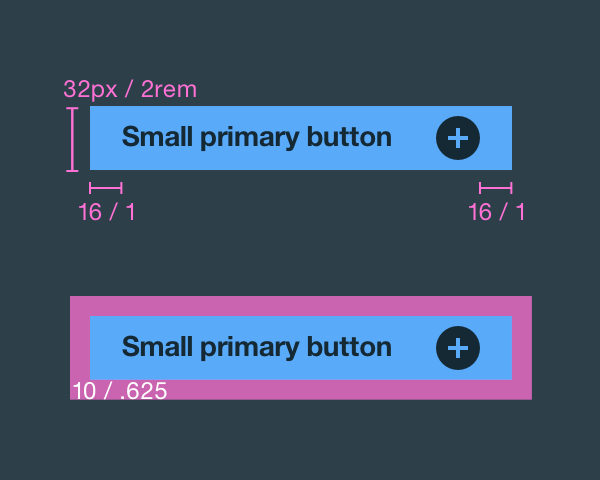 32px / 2rem
Small primary button
16 / 1
16 / 1
Small primary button
10 / .625